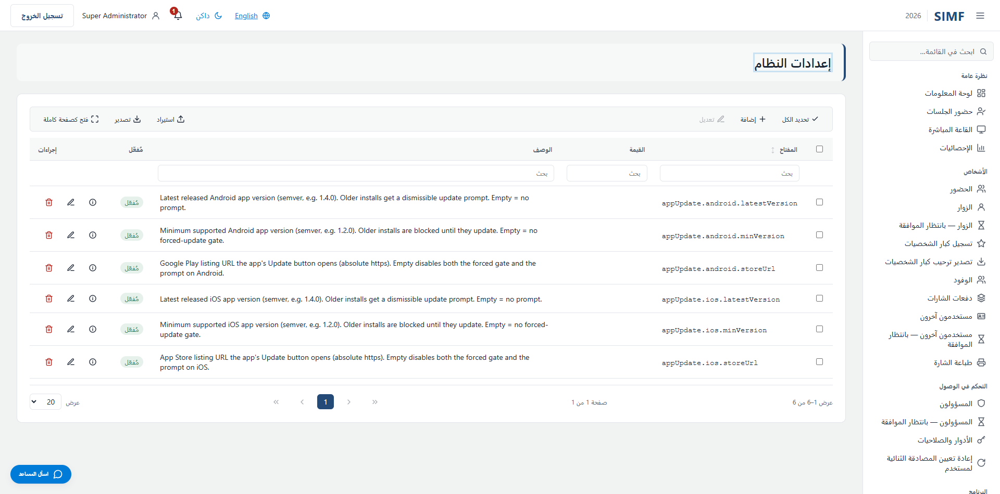 SIMF
2026
English
داكن
1
Super Administrator
تسجيل الخروج
ابحث في القائمة...
نظرة عامة
لوحة المعلومات
حضور الجلسات
القاعة المباشرة
الإحصائيات
الأشخاص
الحضور
الزوار
الزوار — بانتظار الموافقة
تسجيل كبار الشخصيات
تصدير ترحيب كبار الشخصيات
الوفود
دفعات الشارات
مستخدمون آخرون
مستخدمون آخرون — بانتظار
الموافقة
طباعة الشارة
التحكم في الوصول
المسؤولون
المسؤولون — بانتظار الموافقة
الأدوار والصلاحيات
إعادة تعيين المصادقة الثنائية
لمستخدم
البرنامج
إعدادات النظام
تحديد الكل
إضافة
تعديل
استيراد
تصدير
فتح كصفحة كاملة
المفتاح
القيمة
الوصف
مُفعّل
إجراءات
بحث
بحث
بحث
appUpdate.android.latestVersion
Latest released Android app version (semver, e.g. 1.4.0). Older installs get a dismissible update prompt. Empty = no
prompt.
مُفعّل
appUpdate.android.minVersion
Minimum supported Android app version (semver, e.g. 1.2.0). Older installs are blocked until they update. Empty = no
forced-update gate.
مُفعّل
appUpdate.android.storeUrl
Google Play listing URL the app's Update button opens (absolute https). Empty disables both the forced gate and the
prompt on Android.
مُفعّل
appUpdate.ios.latestVersion
Latest released iOS app version (semver, e.g. 1.4.0). Older installs get a dismissible update prompt. Empty = no prompt.
مُفعّل
appUpdate.ios.minVersion
Minimum supported iOS app version (semver, e.g. 1.2.0). Older installs are blocked until they update. Empty = no forced-
update gate.
مُفعّل
appUpdate.ios.storeUrl
App Store listing URL the app's Update button opens (absolute https). Empty disables both the forced gate and the
prompt on iOS.
مُفعّل
عرض 1–6 من 6
صفحة 1 من 1
1
عرض
20
اسأل المساعد